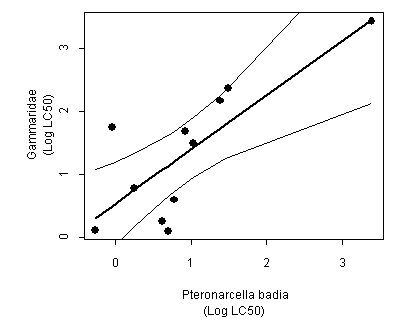 Gammaridae
(Log LC50)
3
2
1
0
0 1 2 3
Pteronarcella badia
(Log LC50)